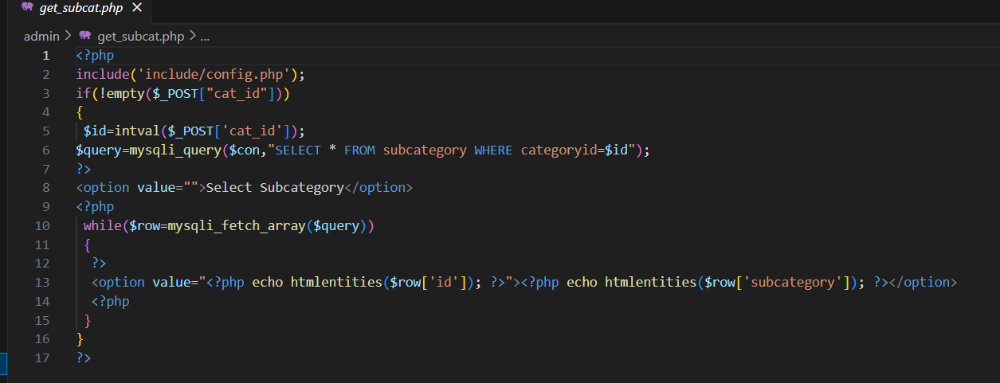 get_subcat.php ×
admin > get_subcat.php > ...
1 <?php
2 include('include/config.php');
3 if(!empty($_POST["cat_id"]))
4 {
5 $id=intval($_POST['cat_id']);
6 $query=mysqli_query($con,"SELECT * FROM subcategory WHERE categoryid=$id");
7 ?>
8 <option value="">Select Subcategory</option>
9 <?php
10 while($row=mysqli_fetch_array($query))
11 {
12 ?>
13 <option value="<?php echo htmlentities($row['id']); ?>"><?php echo htmlentities($row['subcategory']); ?></option>
14 <?php
15 }
16 }
17 ?>